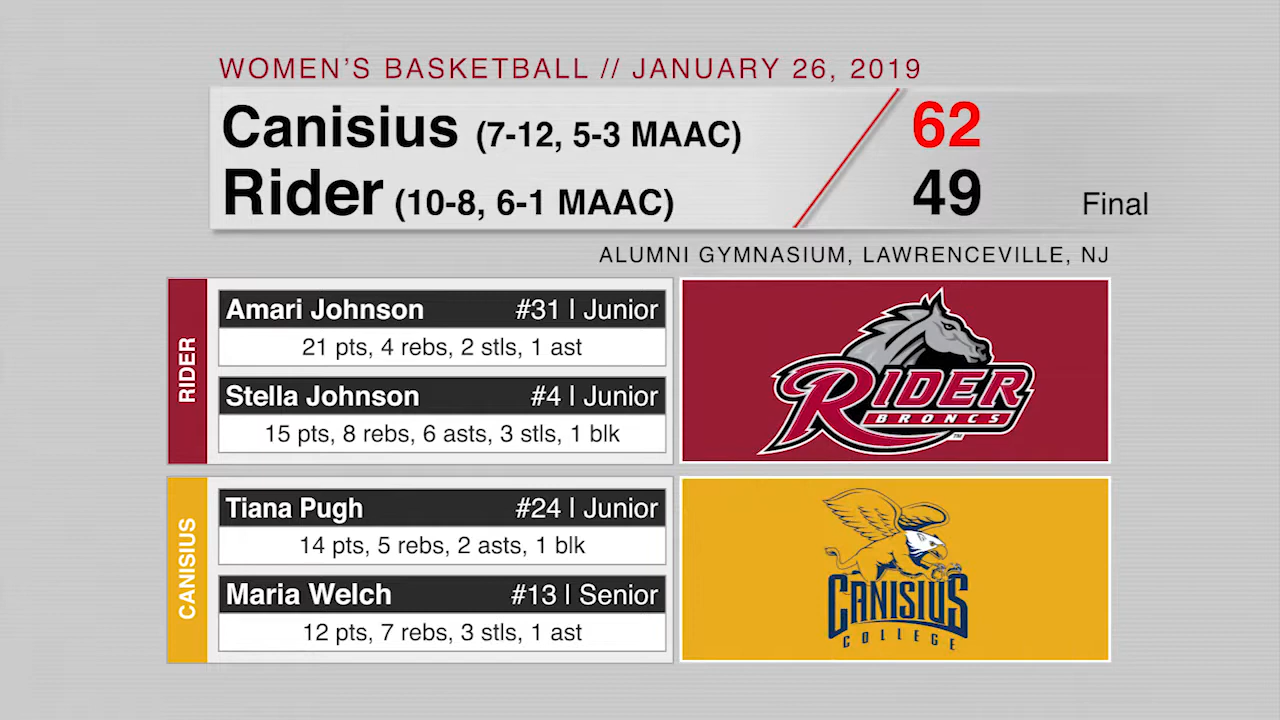 WOMEN'S BASKETBALL // JANUARY 26, 2019
Canisius (7-12, 5-3 MAAC) 62
Rider (10-8, 6-1 MAAC) 49 Final
ALUMNI GYMNASIUM, LAWRENCEVILLE, NJ
RIDER
Amari Johnson #31 | Junior
21 pts, 4 rebs, 2 stls, 1 ast
Stella Johnson #4 | Junior
15 pts, 8 rebs, 6 asts, 3 stls, 1 blk
RIDER
BRONCS
TM
CANISIUS
Tiana Pugh #24 | Junior
14 pts, 5 rebs, 2 asts, 1 blk
Maria Welch #13 | Senior
12 pts, 7 rebs, 3 stls, 1 ast
CANISIUS
COLLEGE